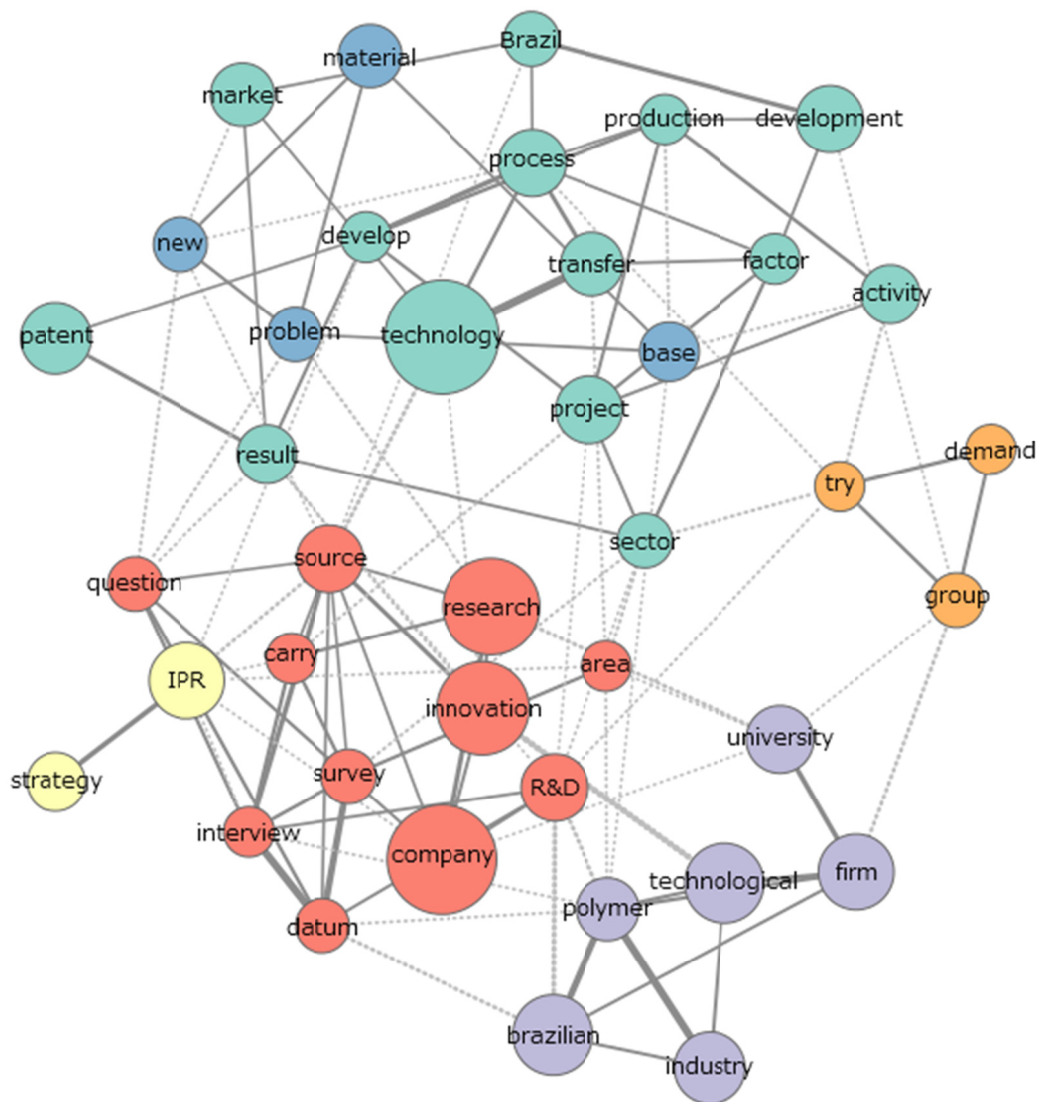 Brazil
material
market
production
development
process
new
develop
transfer
factor
activity
patent
problem
technology
base
project
result
demand
try
sector
source
question
research
group
carry
area
IPR
innovation
university
strategy
survey
R&D
interview
company
technological
firm
polymer
datum
brazilian
industry